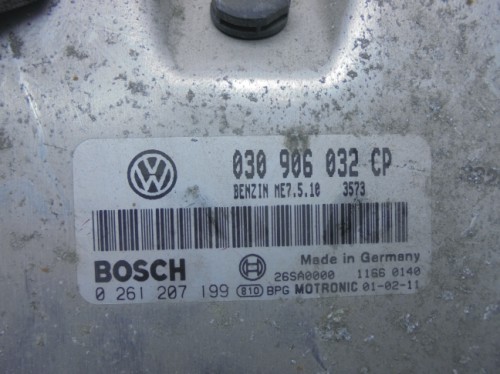 030 906 032 CP
BENZIN ME7.5.10 3573
BOSCH
Made in Germany
26SA0000 1166 0140
0 261 207 199 810 BPG MOTRONIC 01-02-11